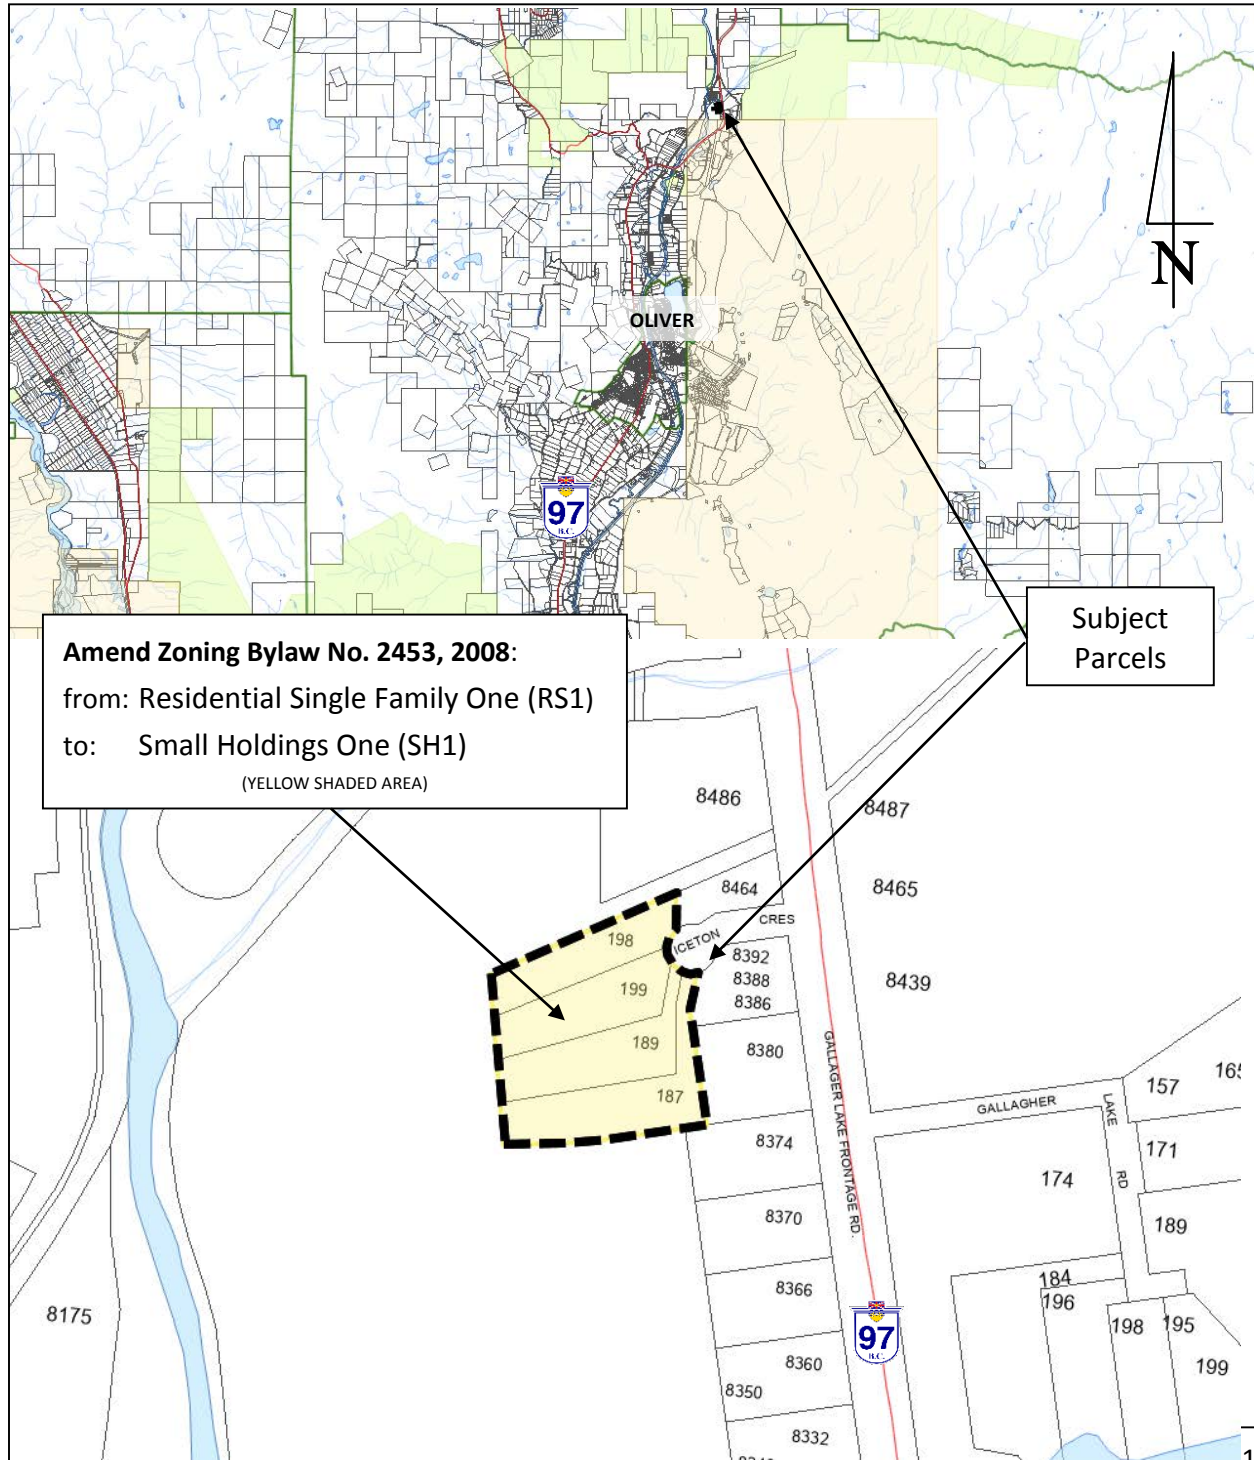 N
OLIVER
97
B.C.
Subject
Parcels
Amend Zoning Bylaw No. 2453, 2008:
from: Residential Single Family One (RS1)
to: Small Holdings One (SH1)
(YELLOW SHADED AREA)
8486
8487
8464
8465
CRES
ICETON
198
8392
199
8388
8439
8386
189
8380
187
GALLAGER LAKE FRONTAGE RD.
GALLAGHER
LAKE
RD
157
165
8374
171
174
8370
189
184
8366
196
8175
198
195
97
B.C.
8360
199
8350
8332
1